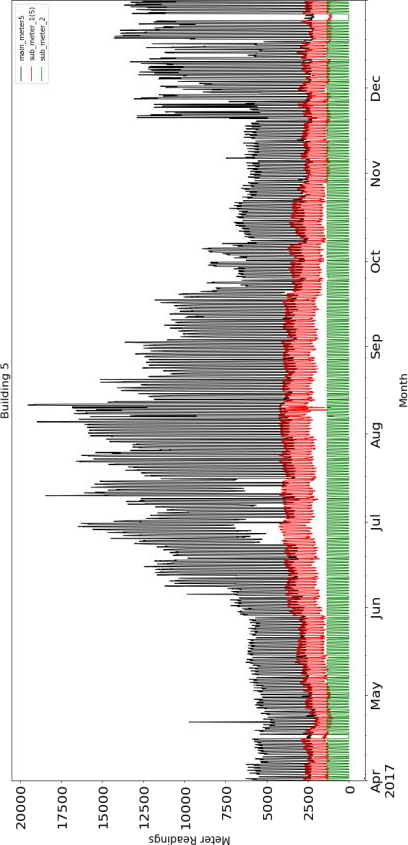 Building 5
main_meter5
sub_meter_1(5)
sub_meter_2
Meter Readings
20000
17500
15000
12500
10000
7500
5000
2500
0
Apr
2017
May
Jun
Jul
Aug
Sep
Oct
Nov
Dec
Month